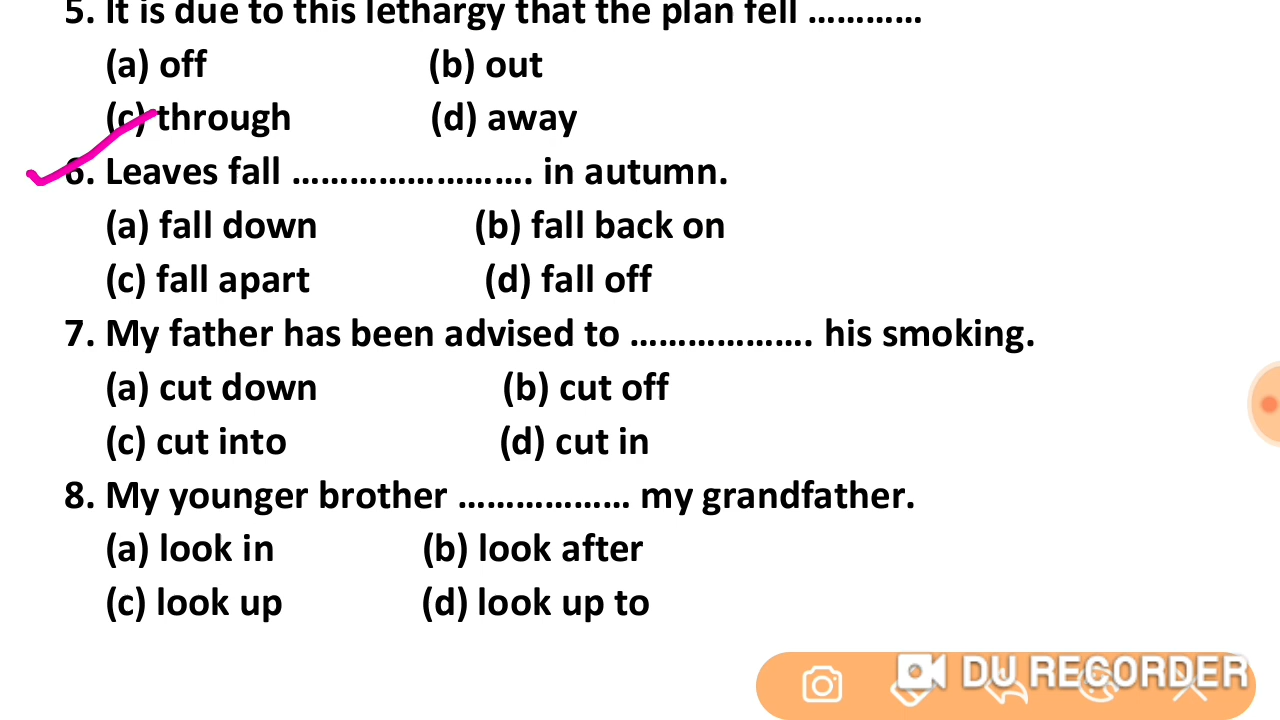 5. It is due to this lethargy that the plan fell ………….
(a) off (b) out
(c) through (d) away
6. Leaves fall ………………………. in autumn.
(a) fall down (b) fall back on
(c) fall apart (d) fall off
7. My father has been advised to ………………. his smoking.
(a) cut down (b) cut off
(c) cut into (d) cut in
8. My younger brother ……………… my grandfather.
(a) look in (b) look after
(c) look up (d) look up to
DU RECORDER